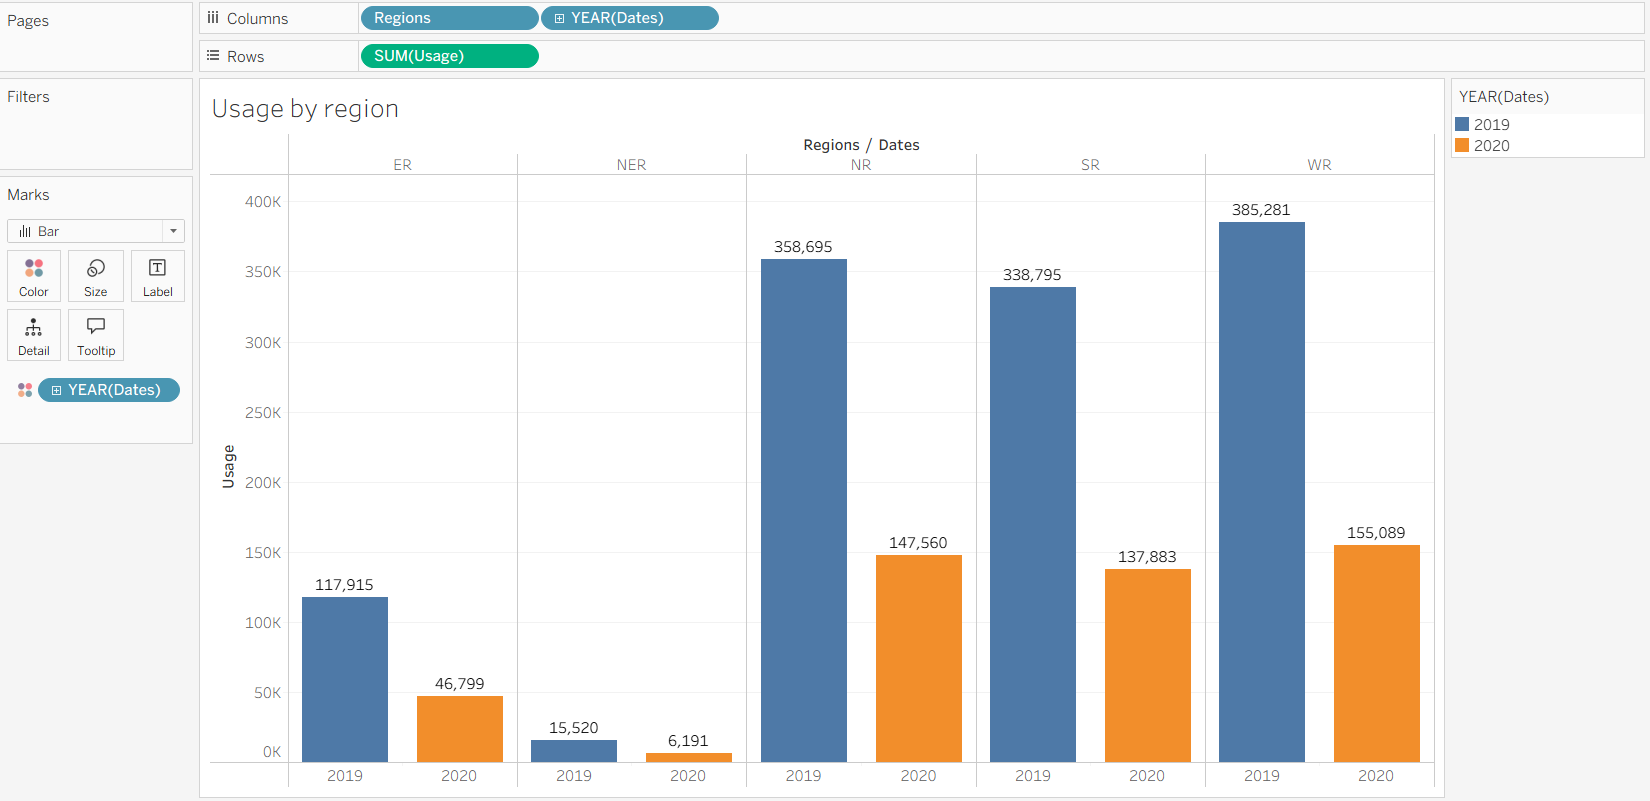 Pages
Columns
Regions
YEAR(Dates)
Rows
SUM(Usage)
Filters
Marks
Bar
Color
Size
Label
Detail
Tooltip
YEAR(Dates)
Usage by region
Regions / Dates
ER
NER
NR
SR
WR
400K
350K
300K
250K
200K
150K
100K
50K
0K
Usage
117,915
46,799
15,520
6,191
358,695
147,560
338,795
137,883
385,281
155,089
2019
2020
2019
2020
2019
2020
2019
2020
2019
2020
YEAR(Dates)
2019
2020